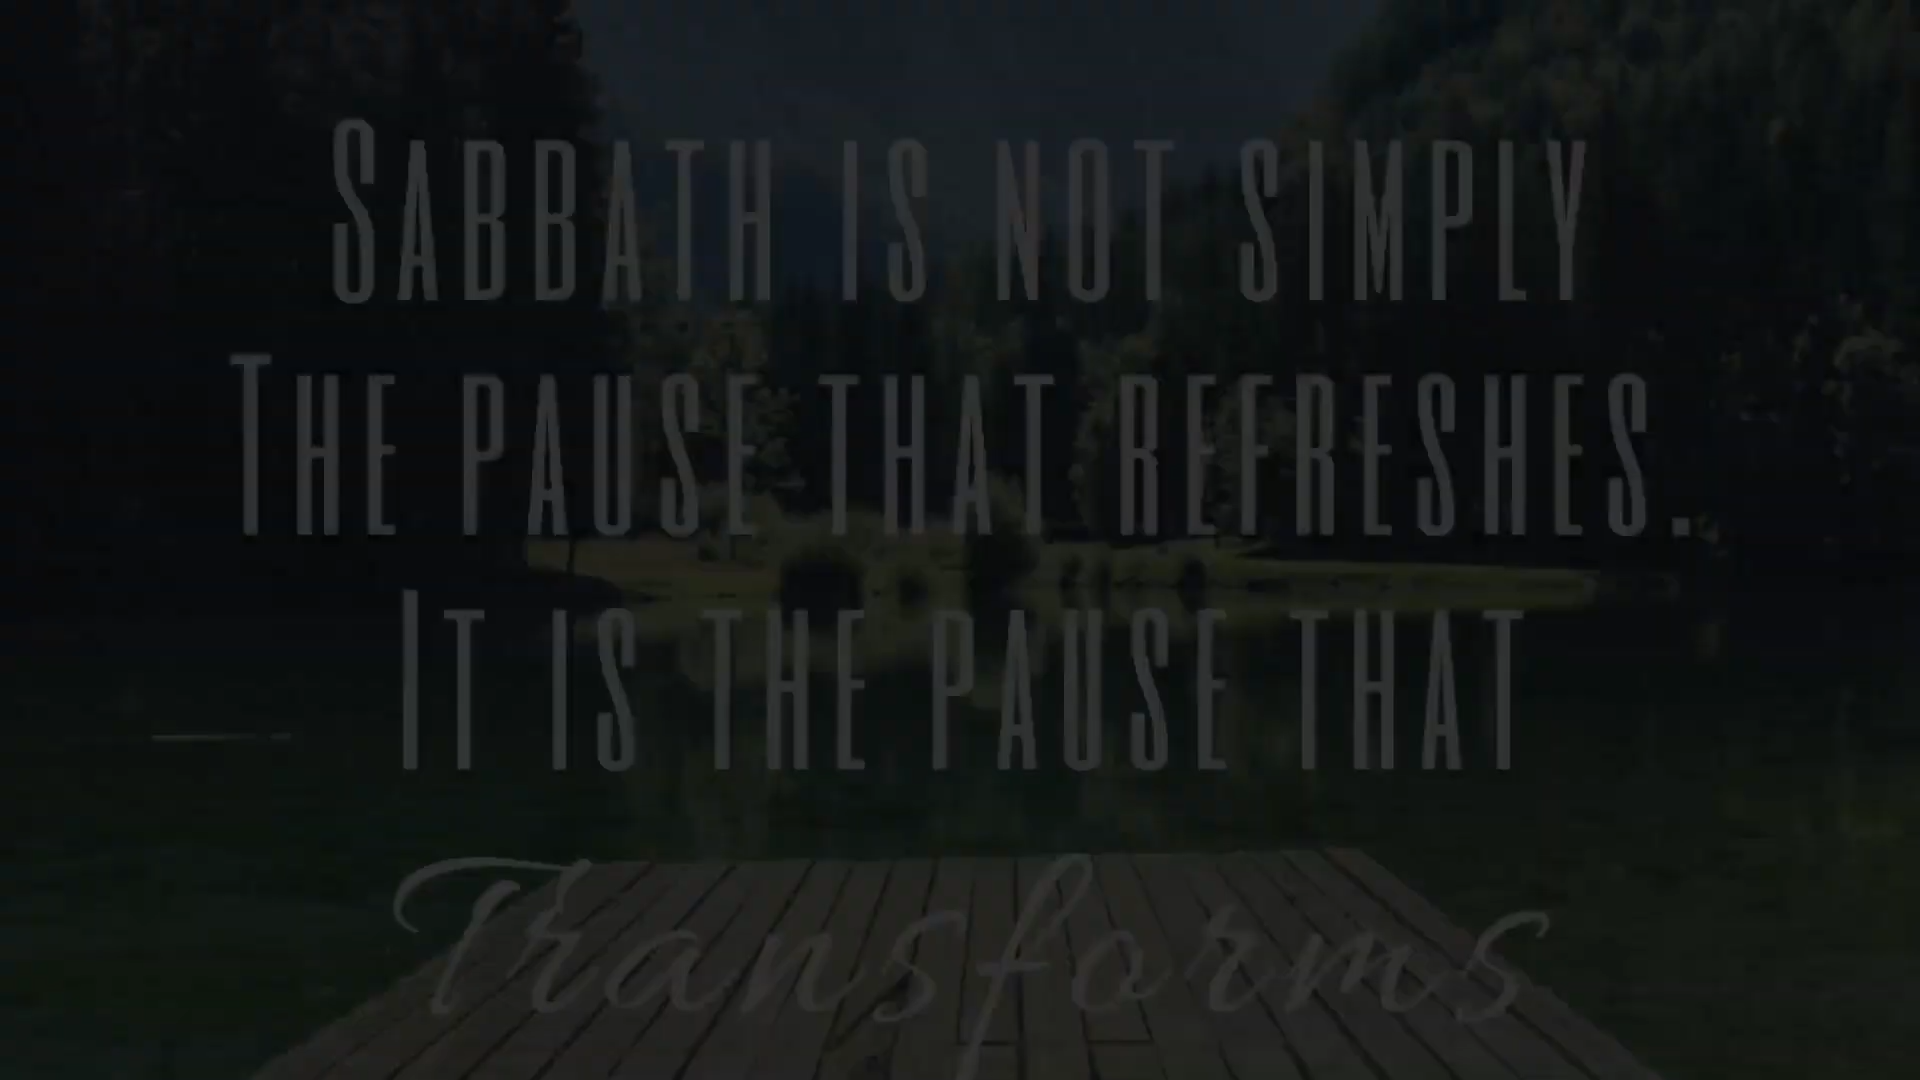 Sabbath is not simply
The pause that refreshes.
It is the pause that
Transforms